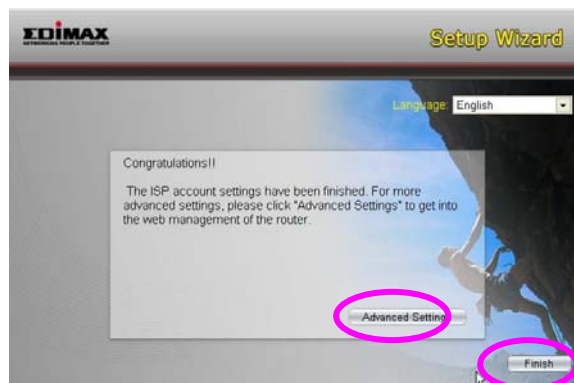 EDIMAX
NETWORKING PEOPLE TOGETHER
Setup Wizard
Language: English
Congratulations!!
The ISP account settings have been finished. For more
advanced settings, please click "Advanced Settings" to get into
the web management of the router.
Advanced Setting
Finish